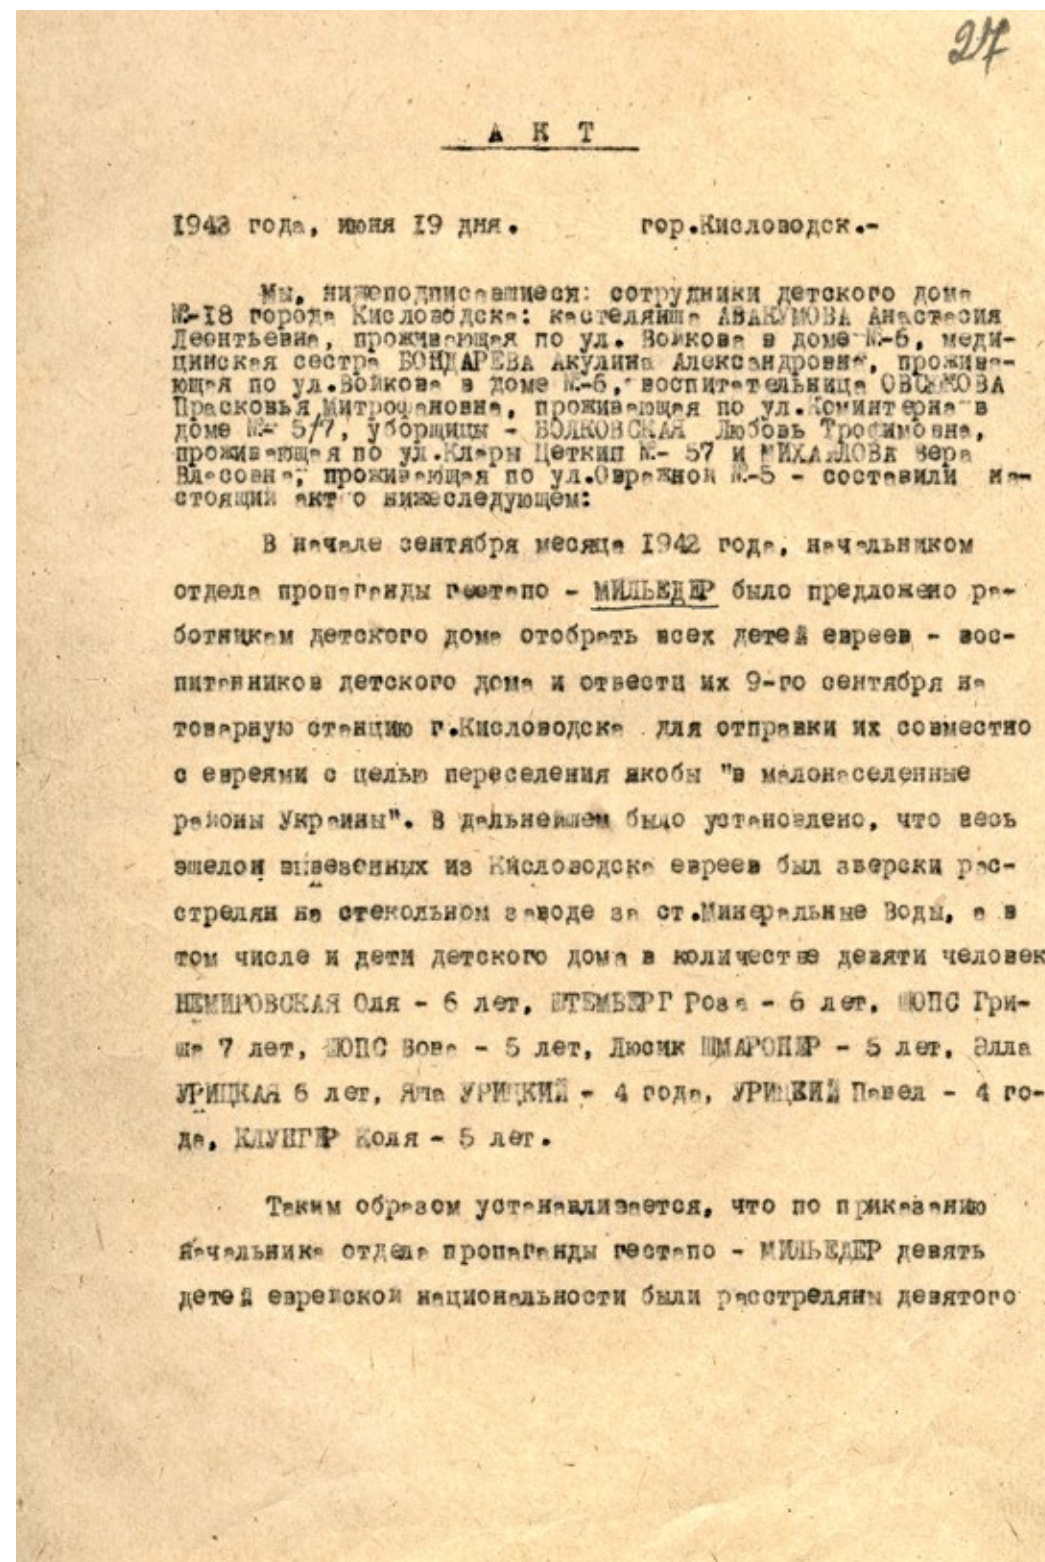 27
А К Т
1943 года, июня 19 дня. гор.Кисловодск.-
Мы, нижеподписавшиеся: сотрудники детского дома
№-18 города Кисловодска: кастелянша АВАКУМОВА Анастасия
Леонтьевна, проживающая по ул. Войкова в доме №-6, меди-
цинская сестра БОНДАРЕВА Акулина Александровна, прожива-
ющая по ул.Войкова в доме №-6, воспитательница
Прасковья Митрофановна, проживающая по ул.Коминтерна в
доме №- 5/7, уборщицы - ВОЛКОВСКАЯ Любовь Трофимовна,
проживающая по ул.Клары Цеткин №- 57 и МИХАЙЛОВА Вера
Власовна, проживающая по ул.Овражной №-5 - составили на-
стоящий акт о нижеследующем:
В начале сентября месяца 1942 года, начальником
отдела пропаганды гестапо - МИЛЬБЕДЕР было предложено ра-
ботникам детского дома отобрать всех детей евреев - вос-
питанников детского дома и отвести их 9-го сентября на
товарную станцию г.Кисловодска для отправки их совместно
с евреями с целью переселения якобы "в малонаселенные
районы Украины". В дальнейшем было установлено, что весь
эшелон вывезенных из Кисловодска евреев был зверски рас-
стрелян на стекольном заводе за ст.Минеральные Воды, а в
том числе и дети детского дома в количестве девяти человек
НЕМИРОВСКАЯ Оля - 6 лет, ШТЕМБЕРГ Роза - 6 лет, ШОПС Гри-
ша 7 лет, ШОПС Вова - 5 лет, Люсик ШМАРОПЕР - 5 лет, Элла
УРИЦКАЯ 6 лет, Яша УРИЦКИЙ - 4 года, УРИЦКИЙ Павел - 4 го-
да, КЛУНГЕР Коля - 5 лет.
Таким образом устанавливается, что по приказанию
начальника отдела пропаганды гестапо - МИЛЬБЕДЕР девять
детей еврейской национальности были расстреляны девятого